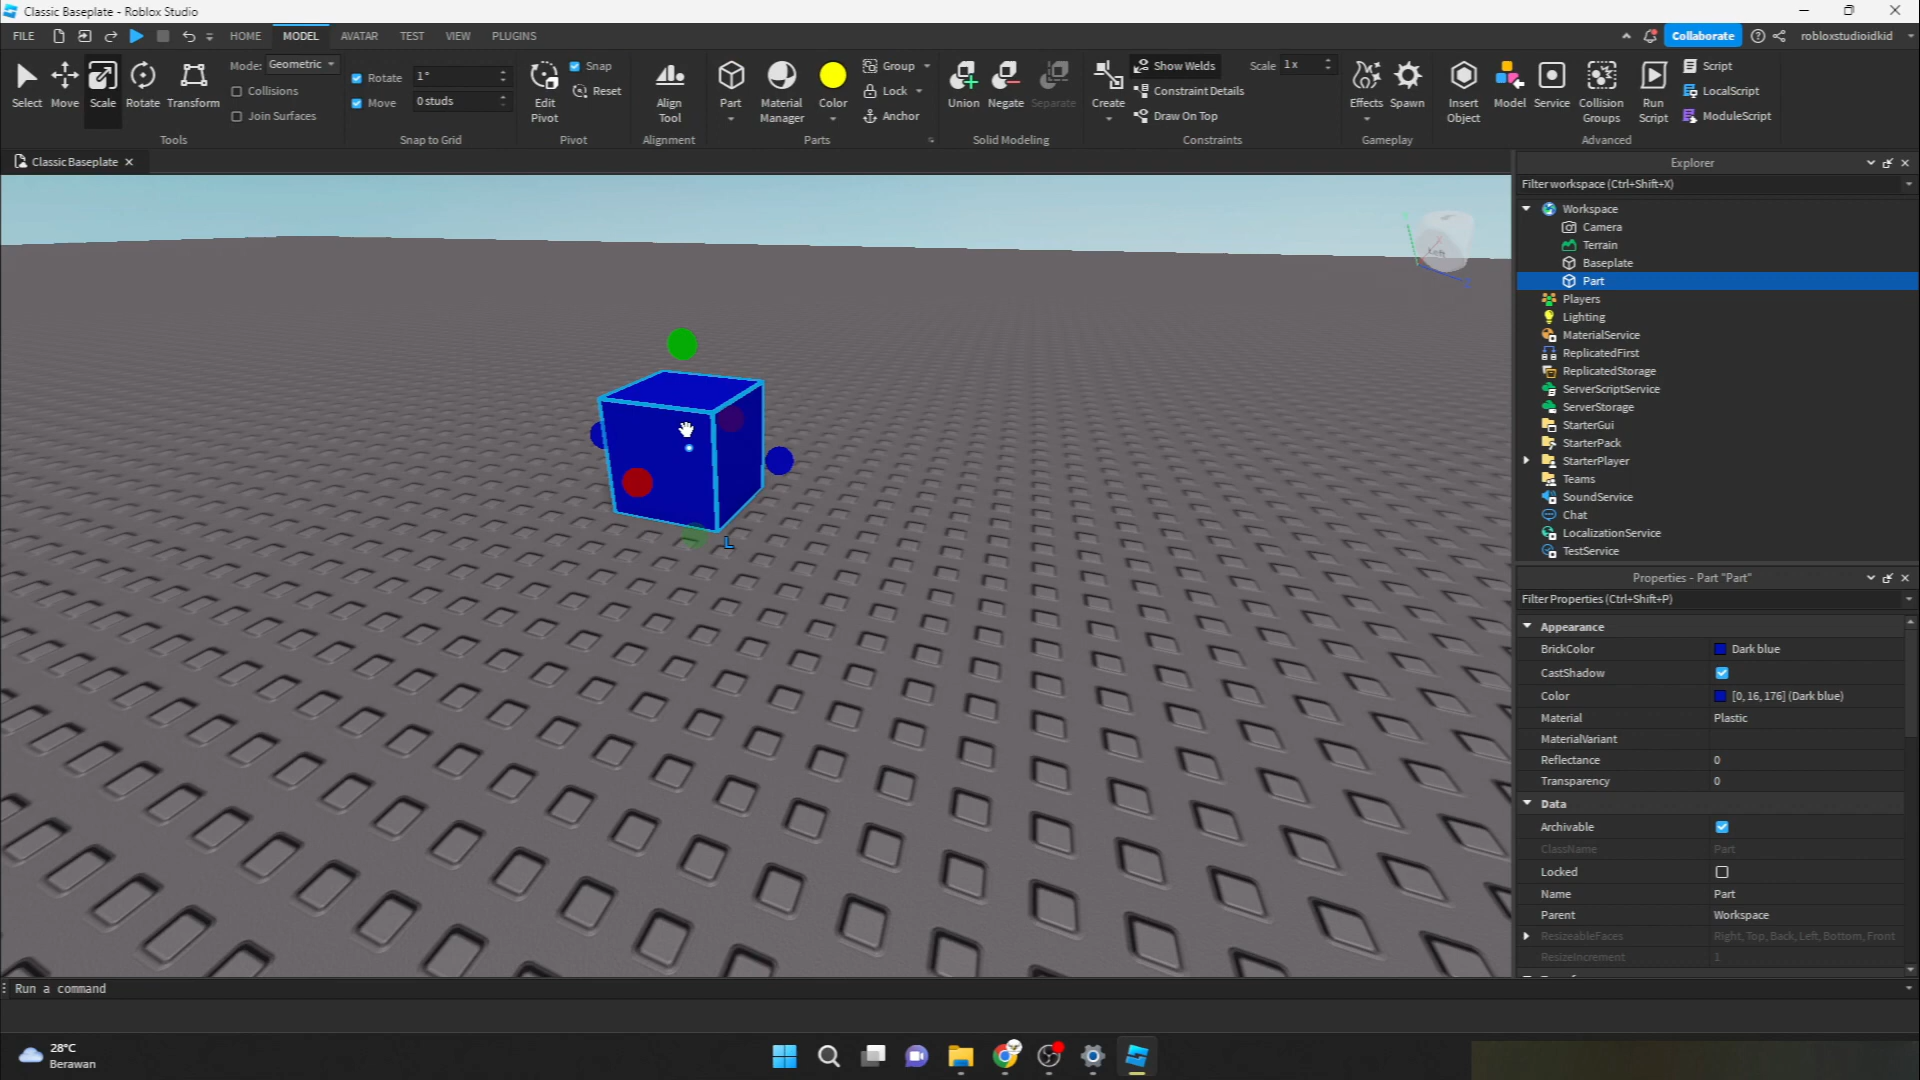 Classic Baseplate - Roblox Studio
FILE HOME MODEL AVATAR TEST VIEW PLUGINS Collaborate robloxstudioidkid
Select Move Scale Rotate Transform
Mode: Geometric
Collisions
Join Surfaces
Tools
Rotate 1°
Move 0 studs
Snap to Grid
Edit Pivot
Snap
Reset
Pivot
Align Tool
Alignment
Part
Material Manager
Color
Group
Lock
Anchor
Parts
Union Negate Separate
Solid Modeling
Create
Show Welds
Constraint Details
Draw On Top
Scale 1x
Constraints
Effects Spawn
Gameplay
Insert Object
Model
Service
Collision Groups
Run Script
Script
LocalScript
ModuleScript
Advanced
Classic Baseplate
L
Explorer
Filter workspace (Ctrl+Shift+X)
Workspace
Camera
Terrain
Baseplate
Part
Players
Lighting
MaterialService
ReplicatedFirst
ReplicatedStorage
ServerScriptService
ServerStorage
StarterGui
StarterPack
StarterPlayer
Teams
SoundService
Chat
LocalizationService
TestService
Properties - Part "Part"
Filter Properties (Ctrl+Shift+P)
Appearance
BrickColor Dark blue
CastShadow
Color [0, 16, 176] (Dark blue)
Material Plastic
MaterialVariant
Reflectance 0
Transparency 0
Data
Archivable
ClassName Part
Locked
Name Part
Parent Workspace
ResizeableFaces Right, Top, Back, Left, Bottom, Front
ResizeIncrement 1
Run a command
28°C
Berawan